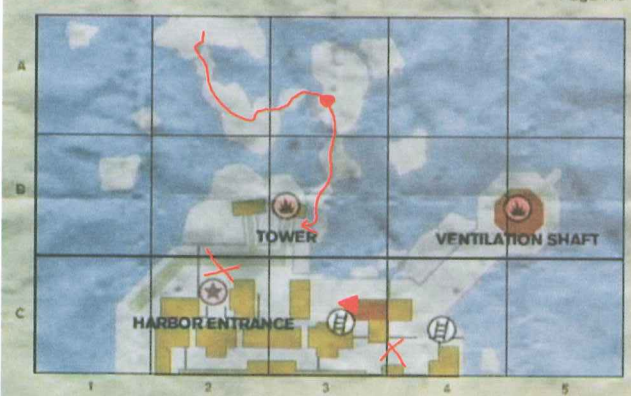 A
B
TOWER
VENTILATION SHAFT
C
HARBOR ENTRANCE
1 2 3 4 5